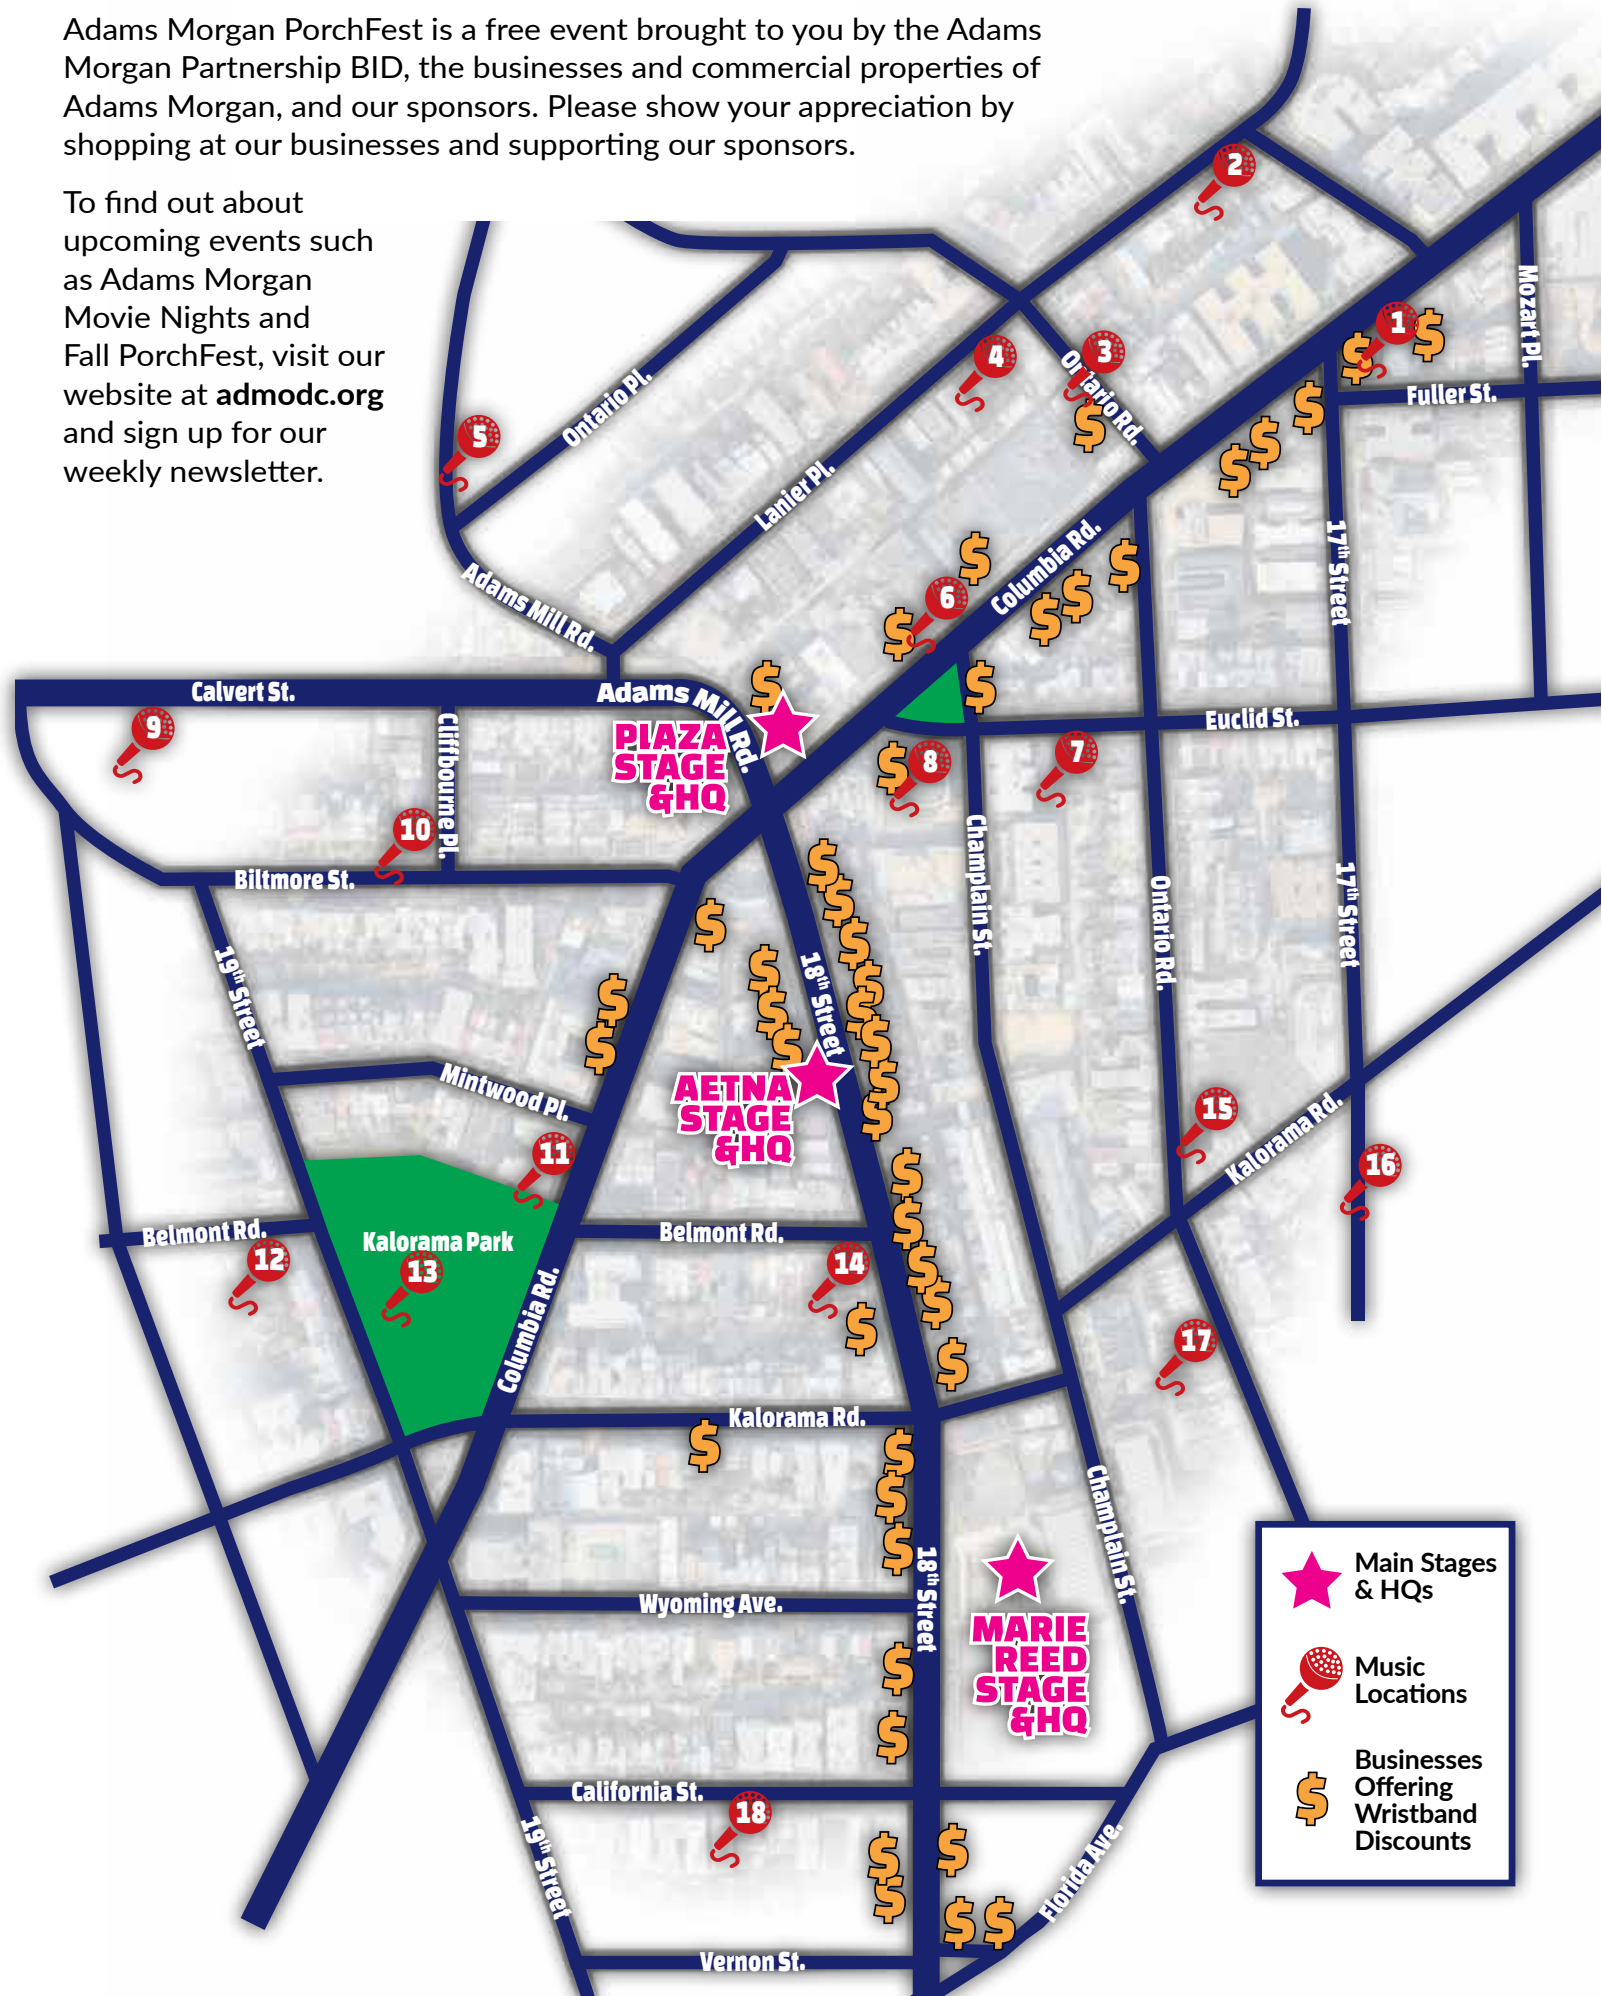 Adams Morgan PorchFest is a free event brought to you by the Adams
Morgan Partnership BID, the businesses and commercial properties of
Adams Morgan, and our sponsors. Please show your appreciation by
shopping at our businesses and supporting our sponsors.
To find out about
upcoming events such
as Adams Morgan
Movie Nights and
Fall PorchFest, visit our
website at admodc.org
and sign up for our
weekly newsletter.
2
Mozart Pl.
1
Fuller St.
3
Ontario Rd.
4
Ontario Pl.
5
Lanier Pl.
Columbia Rd.
17th Street
Adams Mill Rd.
6
Calvert St.
Adams Mill Rd.
Euclid St.
9
Cliffbourne Pl.
PLAZA
STAGE
&HQ
8
7
10
Biltmore St.
Champlain St.
Ontario Rd.
17th Street
19th Street
18th Street
Mintwood Pl.
AETNA
STAGE
&HQ
15
Kalorama Rd.
16
11
Belmont Rd.
Kalorama Park
Belmont Rd.
12
13
14
Columbia Rd.
17
Kalorama Rd.
Champlain St.
18th Street
Wyoming Ave.
MARIE
REED
STAGE
&HQ
California St.
18
19th Street
Florida Ave.
Vernon St.
Main Stages
& HQs
Music
Locations
Businesses
Offering
Wristband
Discounts